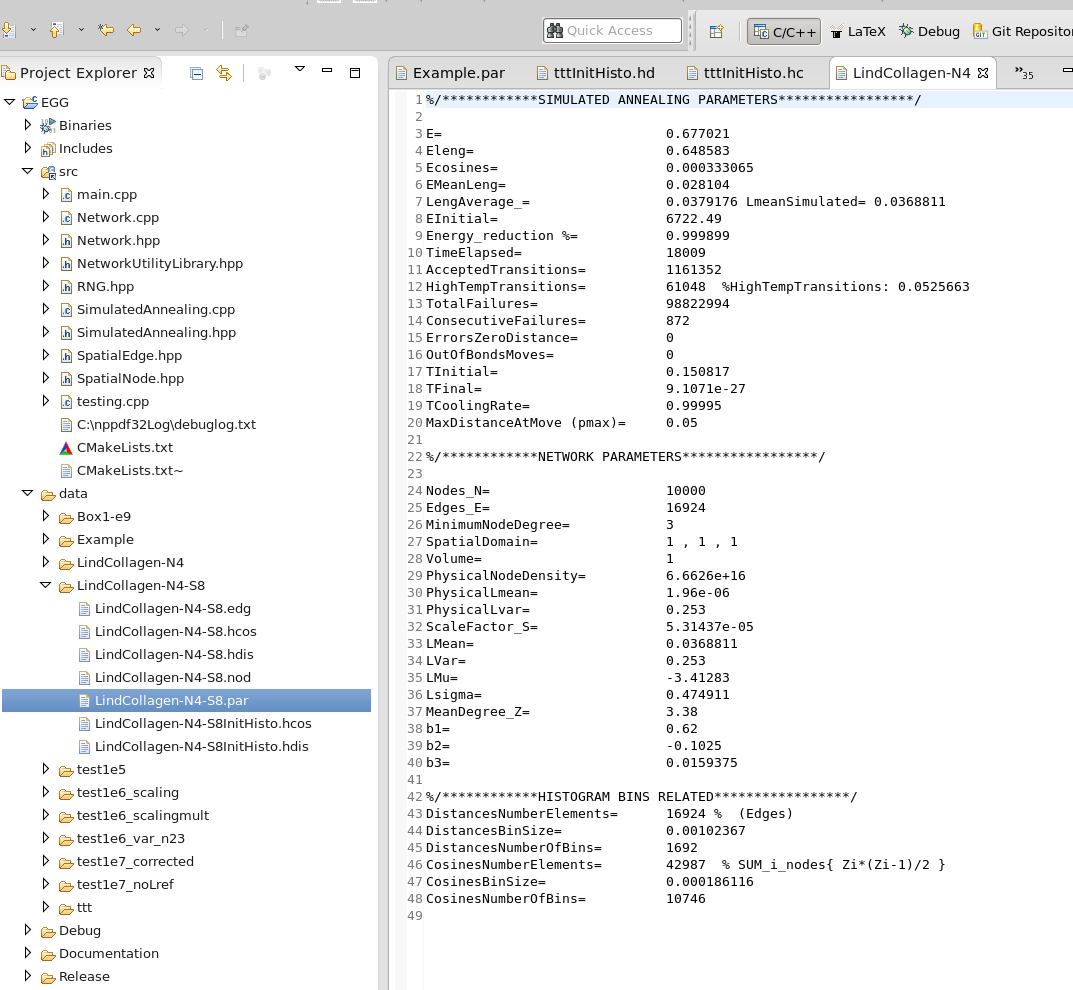 Quick Access
C/C++
LaTeX
Debug
Git Repositor
Project Explorer
EGG
Binaries
Includes
src
main.cpp
Network.cpp
Network.hpp
NetworkUtilityLibrary.hpp
RNG.hpp
SimulatedAnnealing.cpp
SimulatedAnnealing.hpp
SpatialEdge.hpp
SpatialNode.hpp
testing.cpp
C:\nppdf32Log\debuglog.txt
CMakeLists.txt
CMakeLists.txt~
data
Box1-e9
Example
LindCollagen-N4
LindCollagen-N4-S8
LindCollagen-N4-S8.edg
LindCollagen-N4-S8.hcos
LindCollagen-N4-S8.hdis
LindCollagen-N4-S8.nod
LindCollagen-N4-S8.par
LindCollagen-N4-S8InitHisto.hcos
LindCollagen-N4-S8InitHisto.hdis
test1e5
test1e6_scaling
test1e6_scalingmult
test1e6_var_n23
test1e7_corrected
test1e7_noLref
ttt
Debug
Documentation
Release
Example.par
tttInitHisto.hd
tttInitHisto.hc
LindCollagen-N4
»35
1 %/************SIMULATED ANNEALING PARAMETERS*****************/
2
3 E= 0.677021
4 Eleng= 0.648583
5 Ecosines= 0.000333065
6 EMeanLeng= 0.028104
7 LengAverage_= 0.0379176 LmeanSimulated= 0.0368811
8 EInitial= 6722.49
9 Energy_reduction %= 0.999899
10 TimeElapsed= 18009
11 AcceptedTransitions= 1161352
12 HighTempTransitions= 61048 %HighTempTransitions: 0.0525663
13 TotalFailures= 98822994
14 ConsecutiveFailures= 872
15 ErrorsZeroDistance= 0
16 OutOfBondsMoves= 0
17 TInitial= 0.150817
18 TFinal= 9.1071e-27
19 TCoolingRate= 0.99995
20 MaxDistanceAtMove (pmax)= 0.05
21
22 %/************NETWORK PARAMETERS*****************/
23
24 Nodes_N= 10000
25 Edges_E= 16924
26 MinimumNodeDegree= 3
27 SpatialDomain= 1 , 1 , 1
28 Volume= 1
29 PhysicalNodeDensity= 6.6626e+16
30 PhysicalLmean= 1.96e-06
31 PhysicalLvar= 0.253
32 ScaleFactor_S= 5.31437e-05
33 LMean= 0.0368811
34 LVar= 0.253
35 LMu= -3.41283
36 Lsigma= 0.474911
37 MeanDegree_Z= 3.38
38 b1= 0.62
39 b2= -0.1025
40 b3= 0.0159375
41
42 %/************HISTOGRAM BINS RELATED*****************/
43 DistancesNumberElements= 16924 % (Edges)
44 DistancesBinSize= 0.00102367
45 DistancesNumberOfBins= 1692
46 CosinesNumberElements= 42987 % SUM_i_nodes{ Zi*(Zi-1)/2 }
47 CosinesBinSize= 0.000186116
48 CosinesNumberOfBins= 10746
49